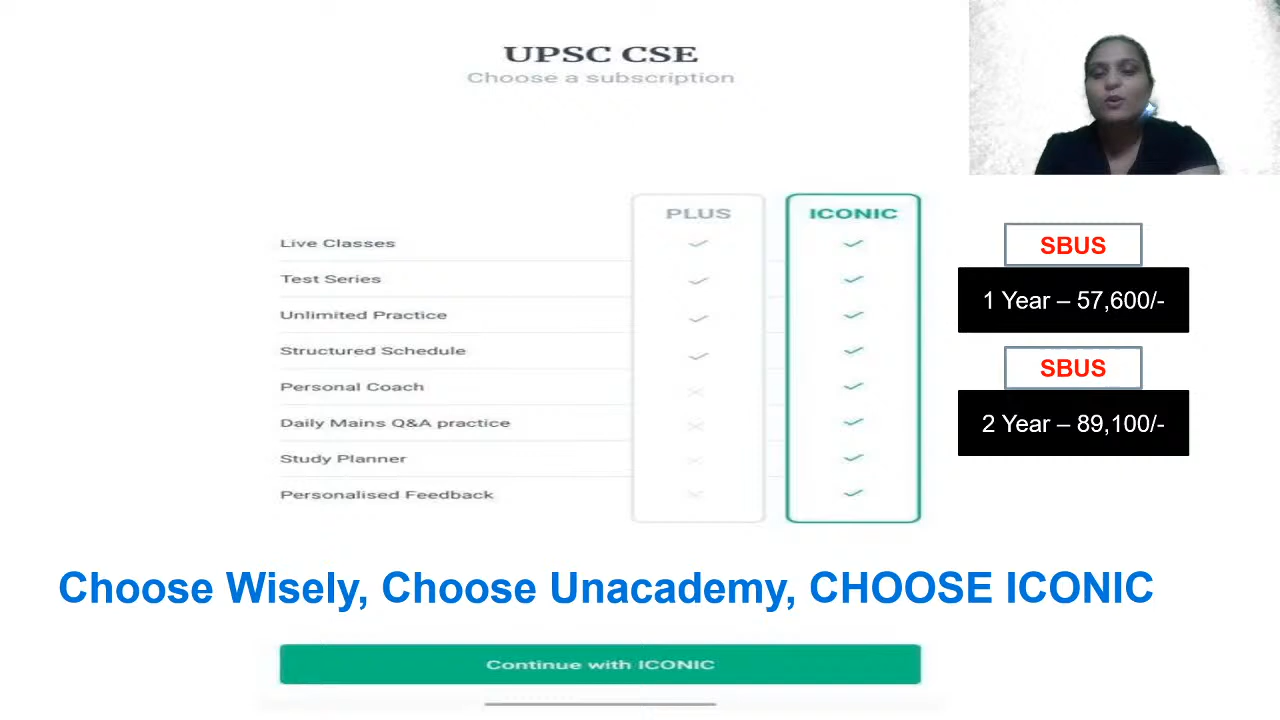 UPSC CSE
Choose a subscription
PLUS
ICONIC
Live Classes
Test Series
Unlimited Practice
Structured Schedule
Personal Coach
Daily Mains Q&A practice
Study Planner
Personalised Feedback
SBUS
1 Year – 57,600/-
SBUS
2 Year – 89,100/-
Choose Wisely, Choose Unacademy, CHOOSE ICONIC
Continue with ICONIC